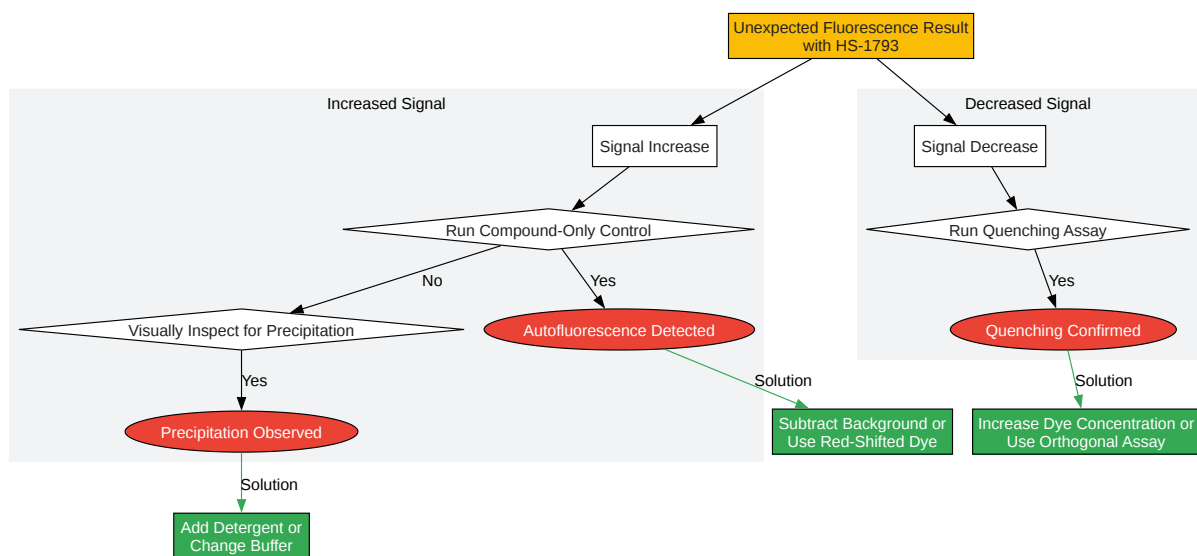 Unexpected Fluorescence Result
with HS-1793
Increased Signal
Decreased Signal
Signal Increase
Signal Decrease
Run Compound-Only Control
Run Quenching Assay
No
Yes
Yes
Visually Inspect for Precipitation
Autofluorescence Detected
Quenching Confirmed
Yes
Solution
Solution
Precipitation Observed
Subtract Background or
Use Red-Shifted Dye
Increase Dye Concentration or
Use Orthogonal Assay
Solution
Add Detergent or
Change Buffer